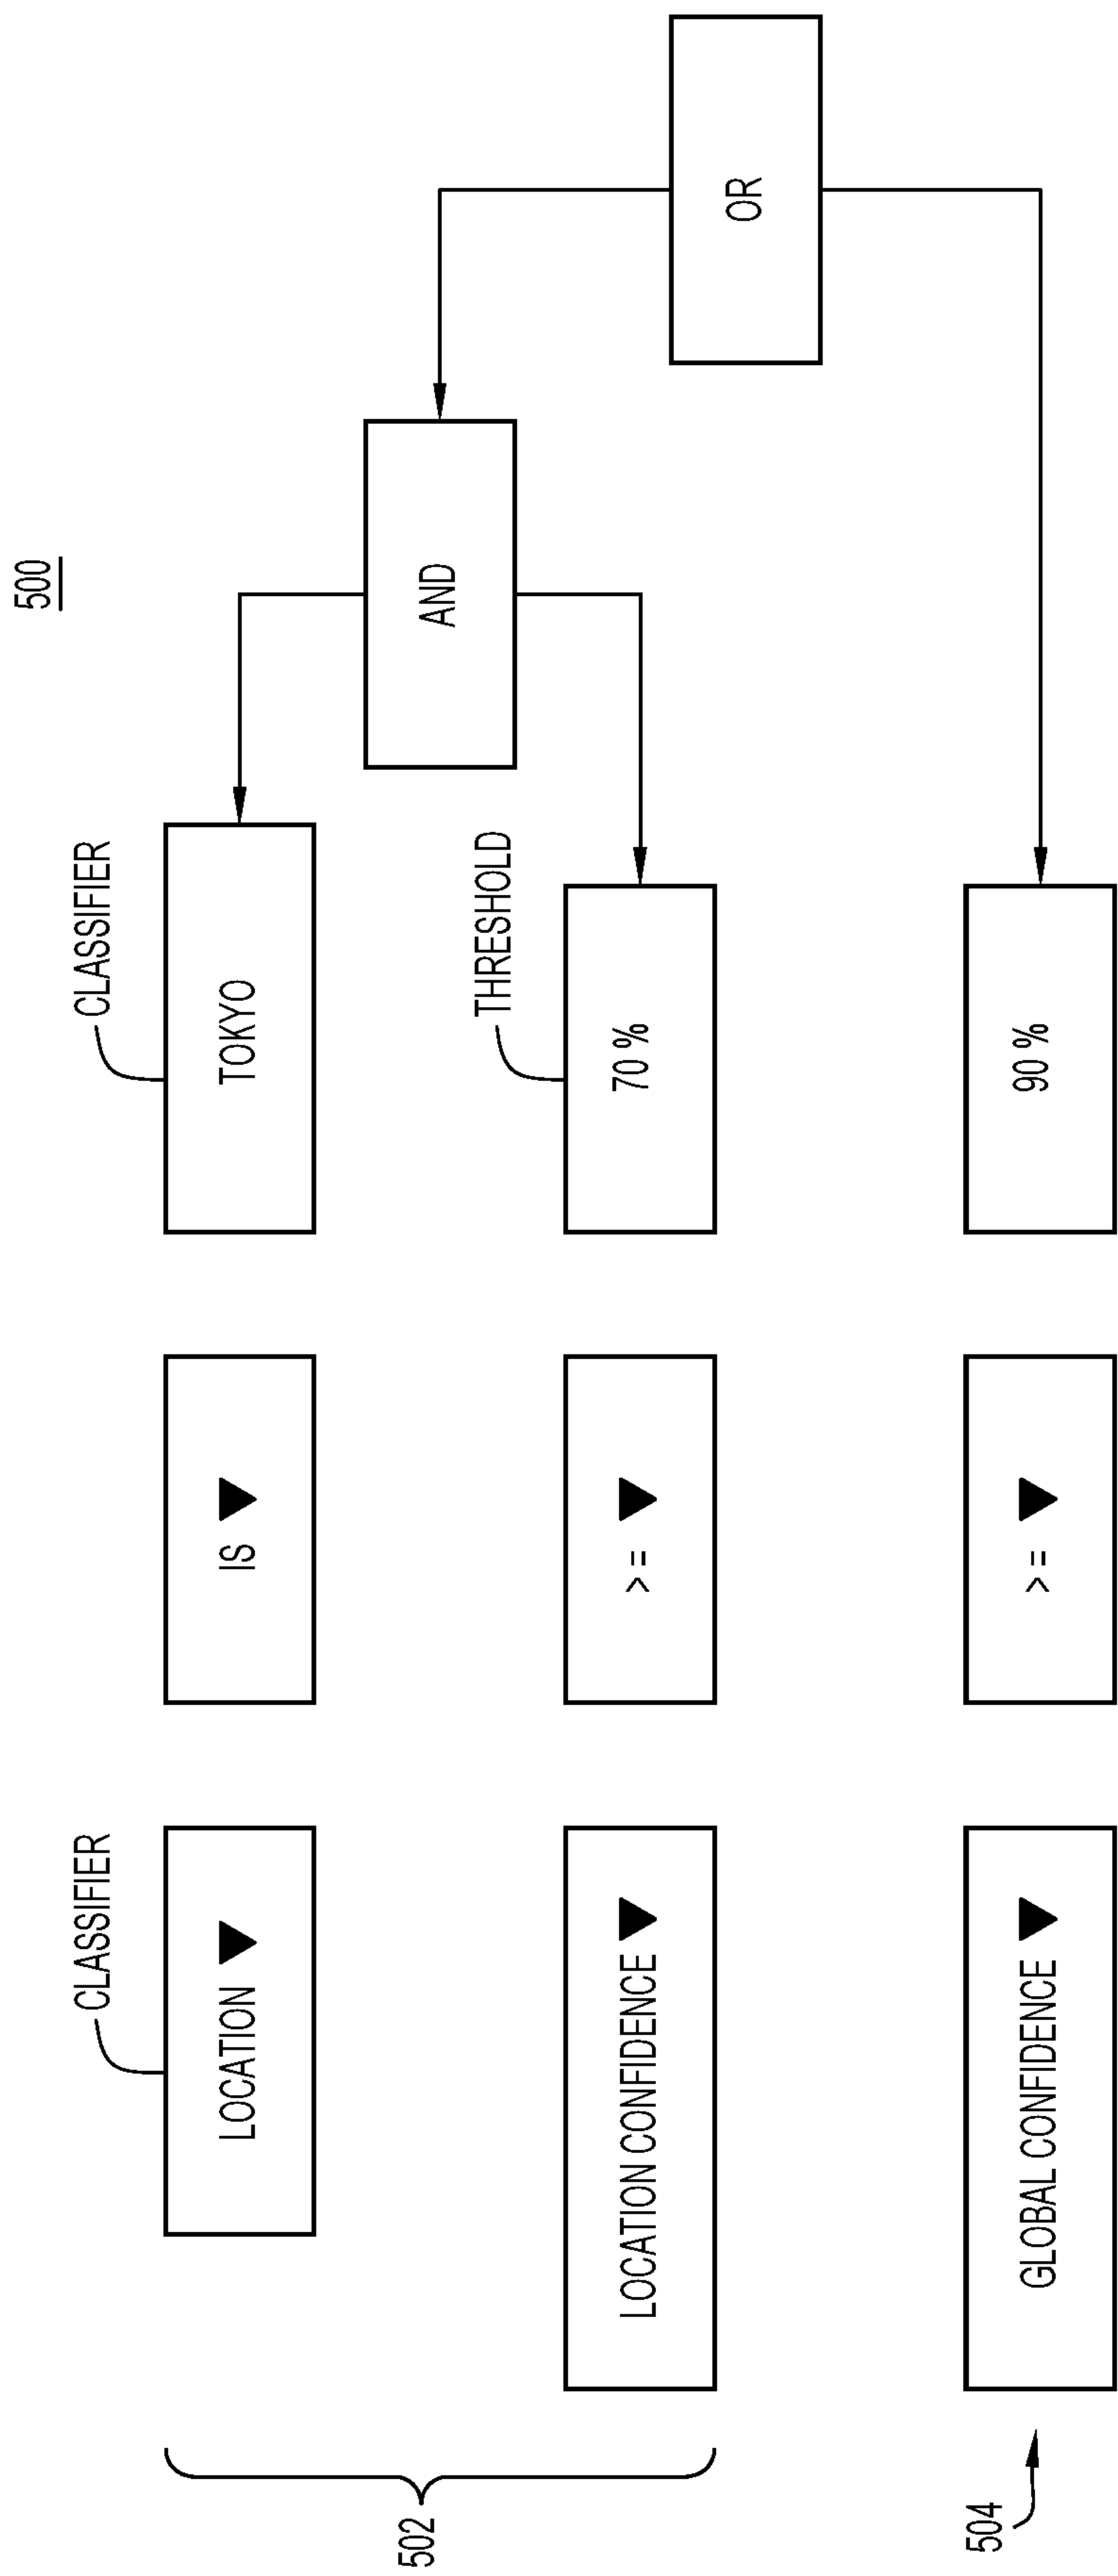 500
CLASSIFIER
CLASSIFIER
LOCATION ▼
IS ▼
TOKYO
AND
THRESHOLD
502
LOCATION CONFIDENCE ▼
>= ▼
70 %
OR
504
GLOBAL CONFIDENCE ▼
>= ▼
90 %